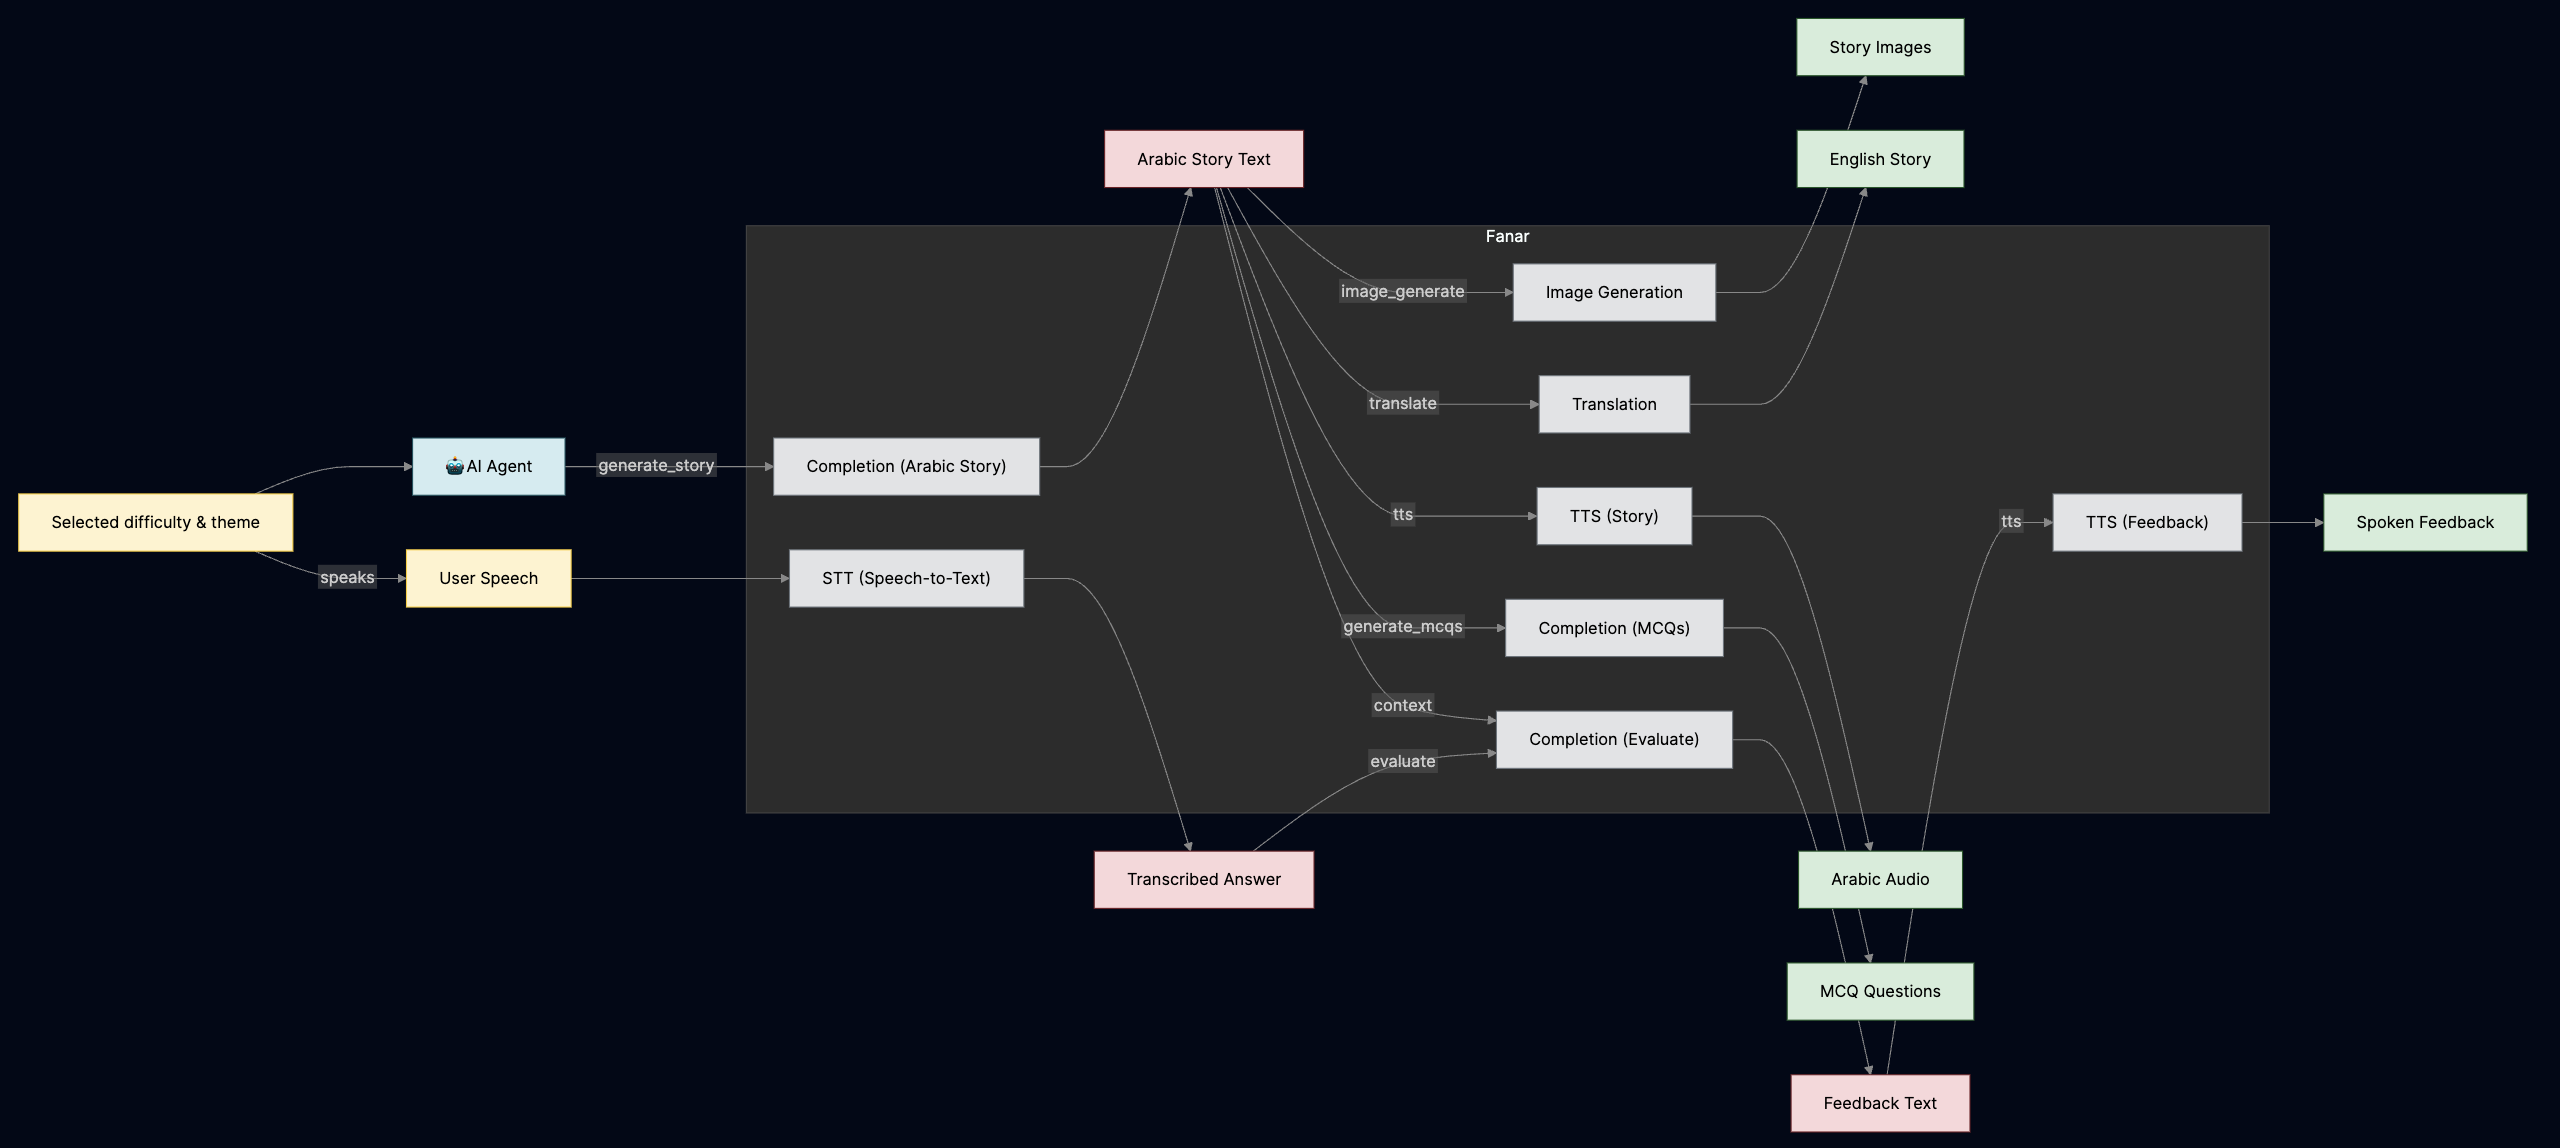 Story Images
Arabic Story Text
English Story
Fanar
image_generate
Image Generation
translate
Translation
AI Agent
generate_story
Completion (Arabic Story)
Selected difficulty & theme
tts
TTS (Story)
tts
TTS (Feedback)
Spoken Feedback
speaks
User Speech
STT (Speech-to-Text)
generate_mcqs
Completion (MCQs)
context
Completion (Evaluate)
evaluate
Transcribed Answer
Arabic Audio
MCQ Questions
Feedback Text